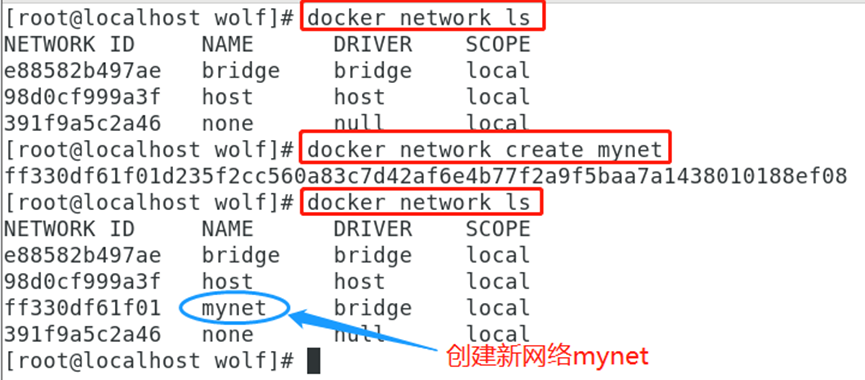 [root@localhost wolf]# docker network ls
NETWORK ID NAME DRIVER SCOPE
e88582b497ae bridge bridge local
98d0cf999a3f host host local
391f9a5c2a46 none null local
[root@localhost wolf]# docker network create mynet
ff330df61f01d235f2cc560a83c7d42af6e4b77f2a9f5baa7a1438010188ef08
[root@localhost wolf]# docker network ls
NETWORK ID NAME DRIVER SCOPE
e88582b497ae bridge bridge local
98d0cf999a3f host host local
ff330df61f01 mynet bridge local
391f9a5c2a46 none null local
创建新网络mynet
[root@localhost wolf]#